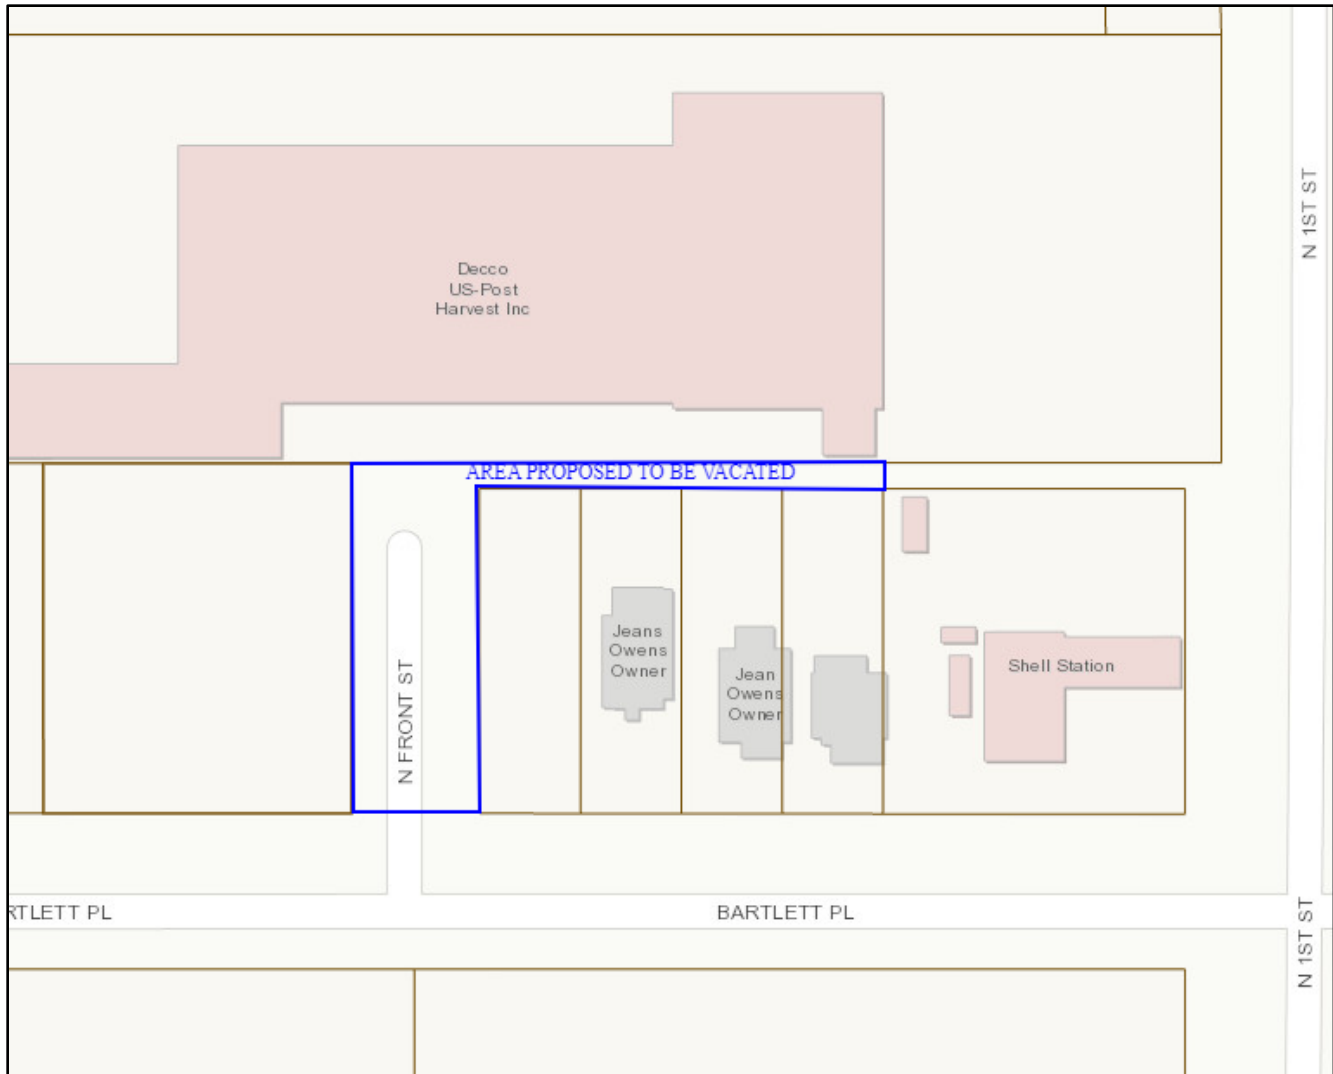 N 1ST ST
Decco
US-Post
Harvest Inc
AREA PROPOSED TO BE VACATED
Jeans
Owens
Owner
Jean
Owens
Owner
Shell Station
N FRONT ST
RTLETT PL
BARTLETT PL
N 1ST ST